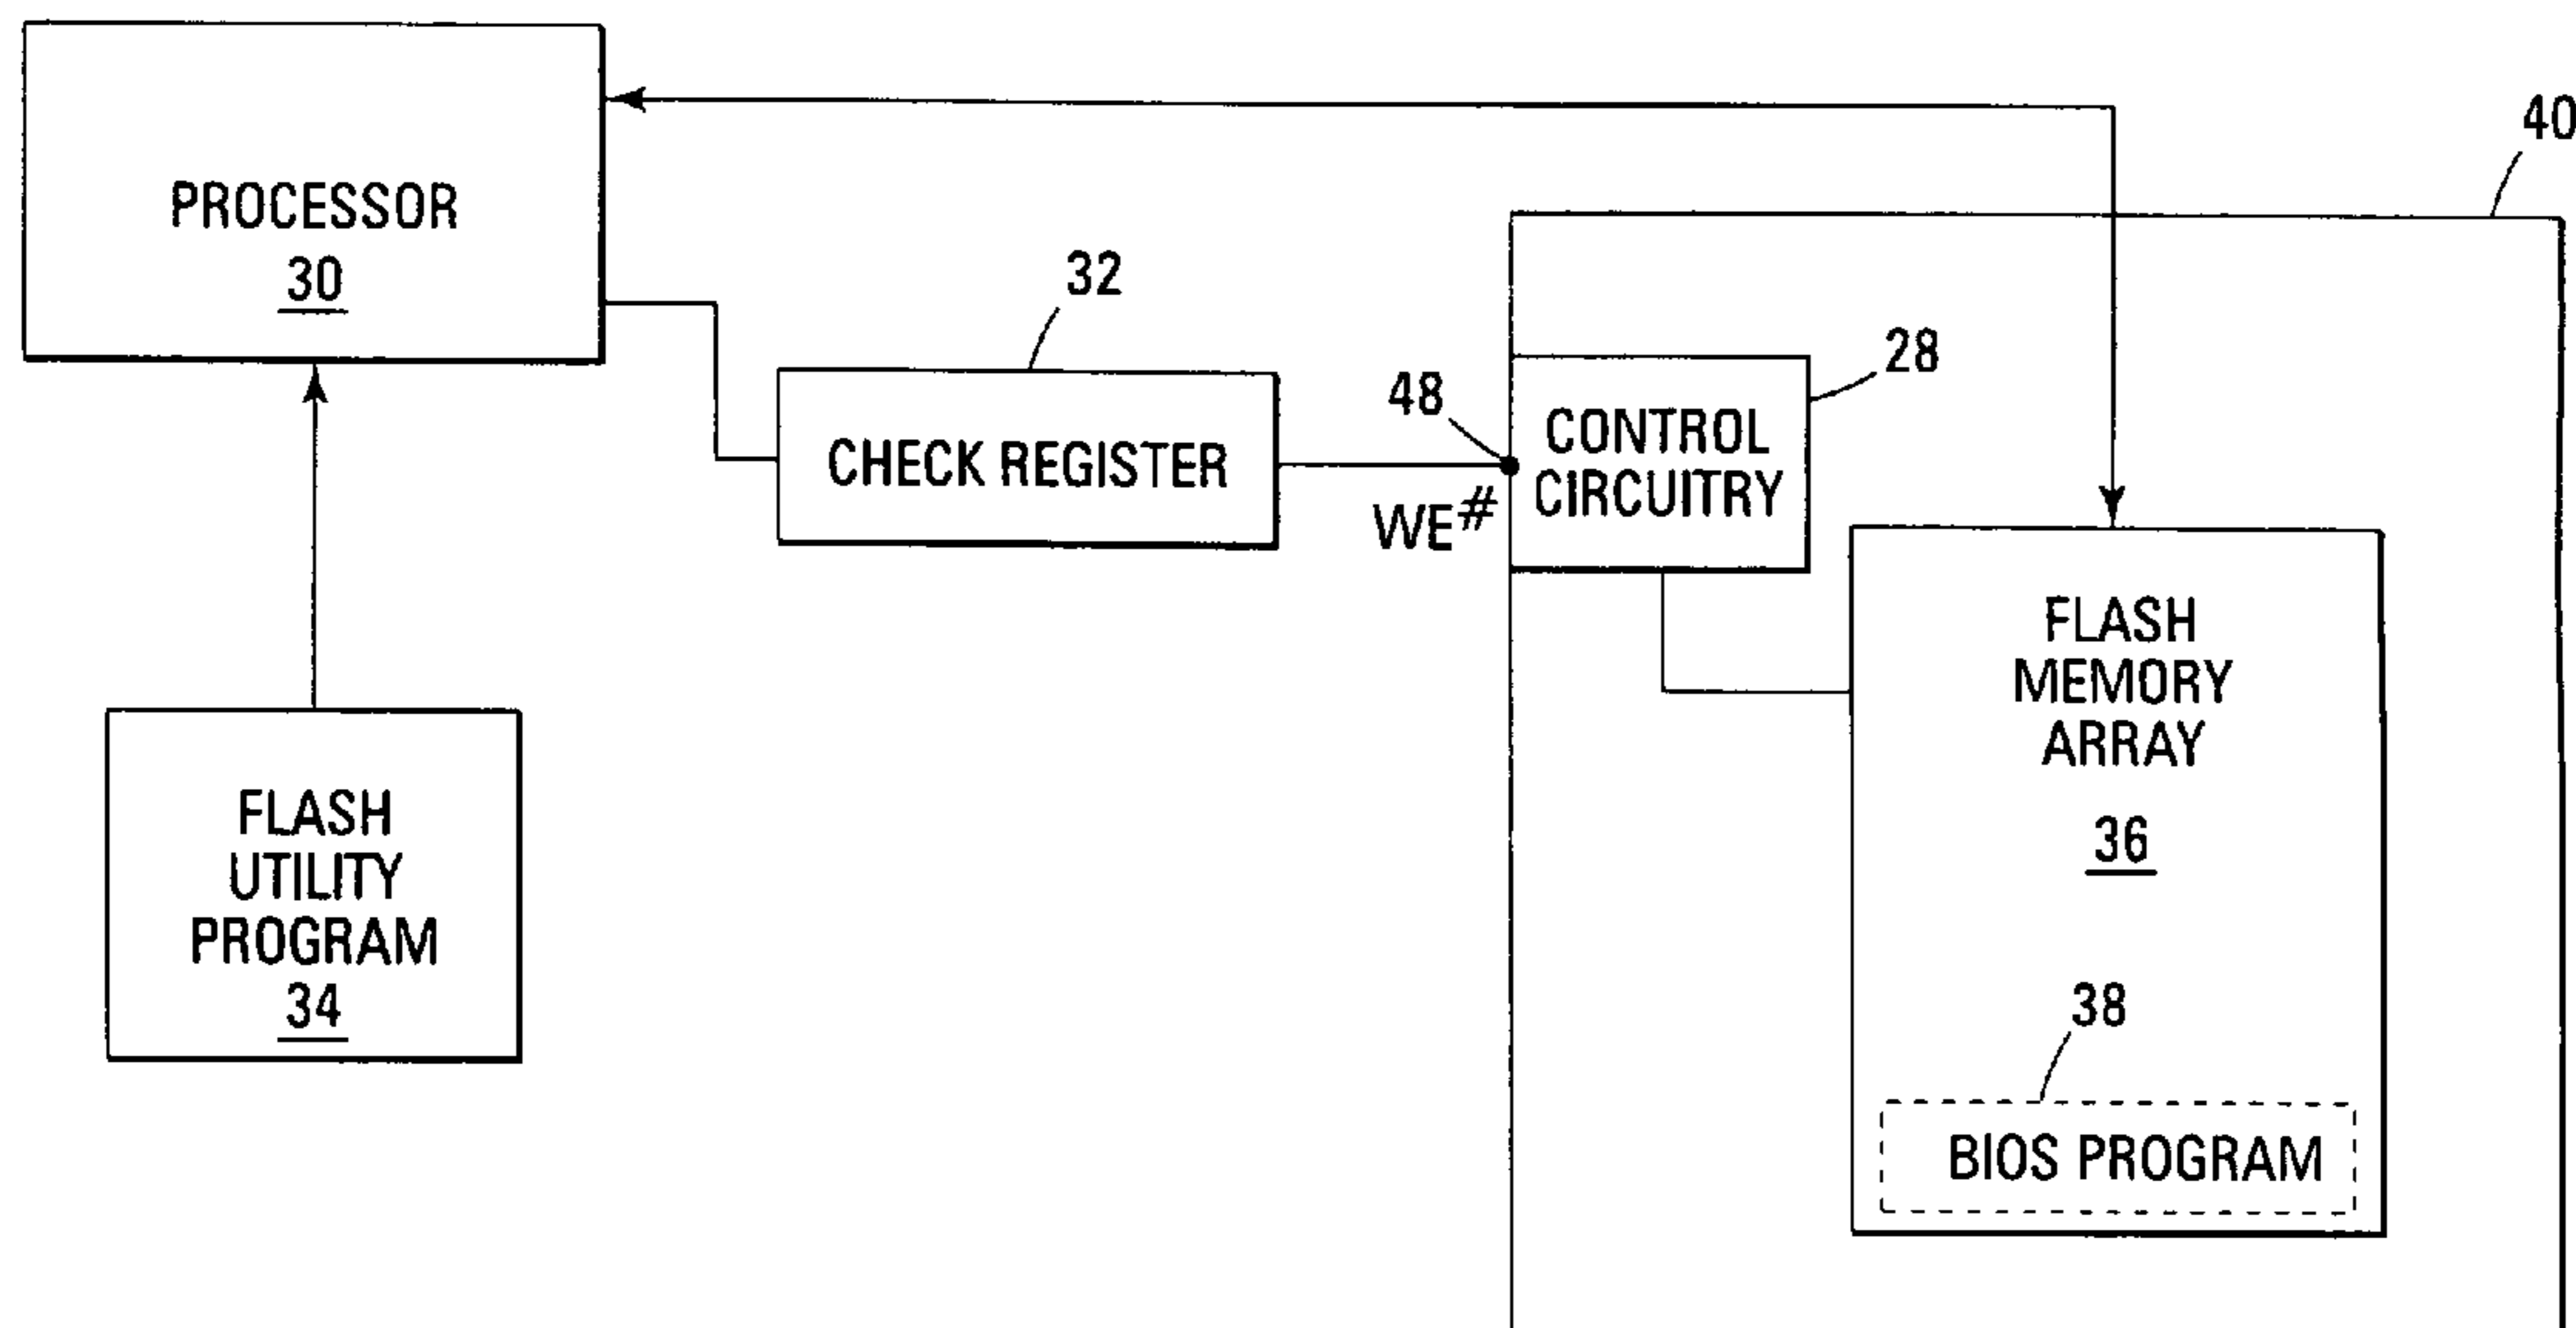 40
PROCESSOR
30
32
28
48
CONTROL
CIRCUITRY
CHECK REGISTER
WE#
FLASH
MEMORY
ARRAY
36
FLASH
UTILITY
PROGRAM
34
38
BIOS PROGRAM